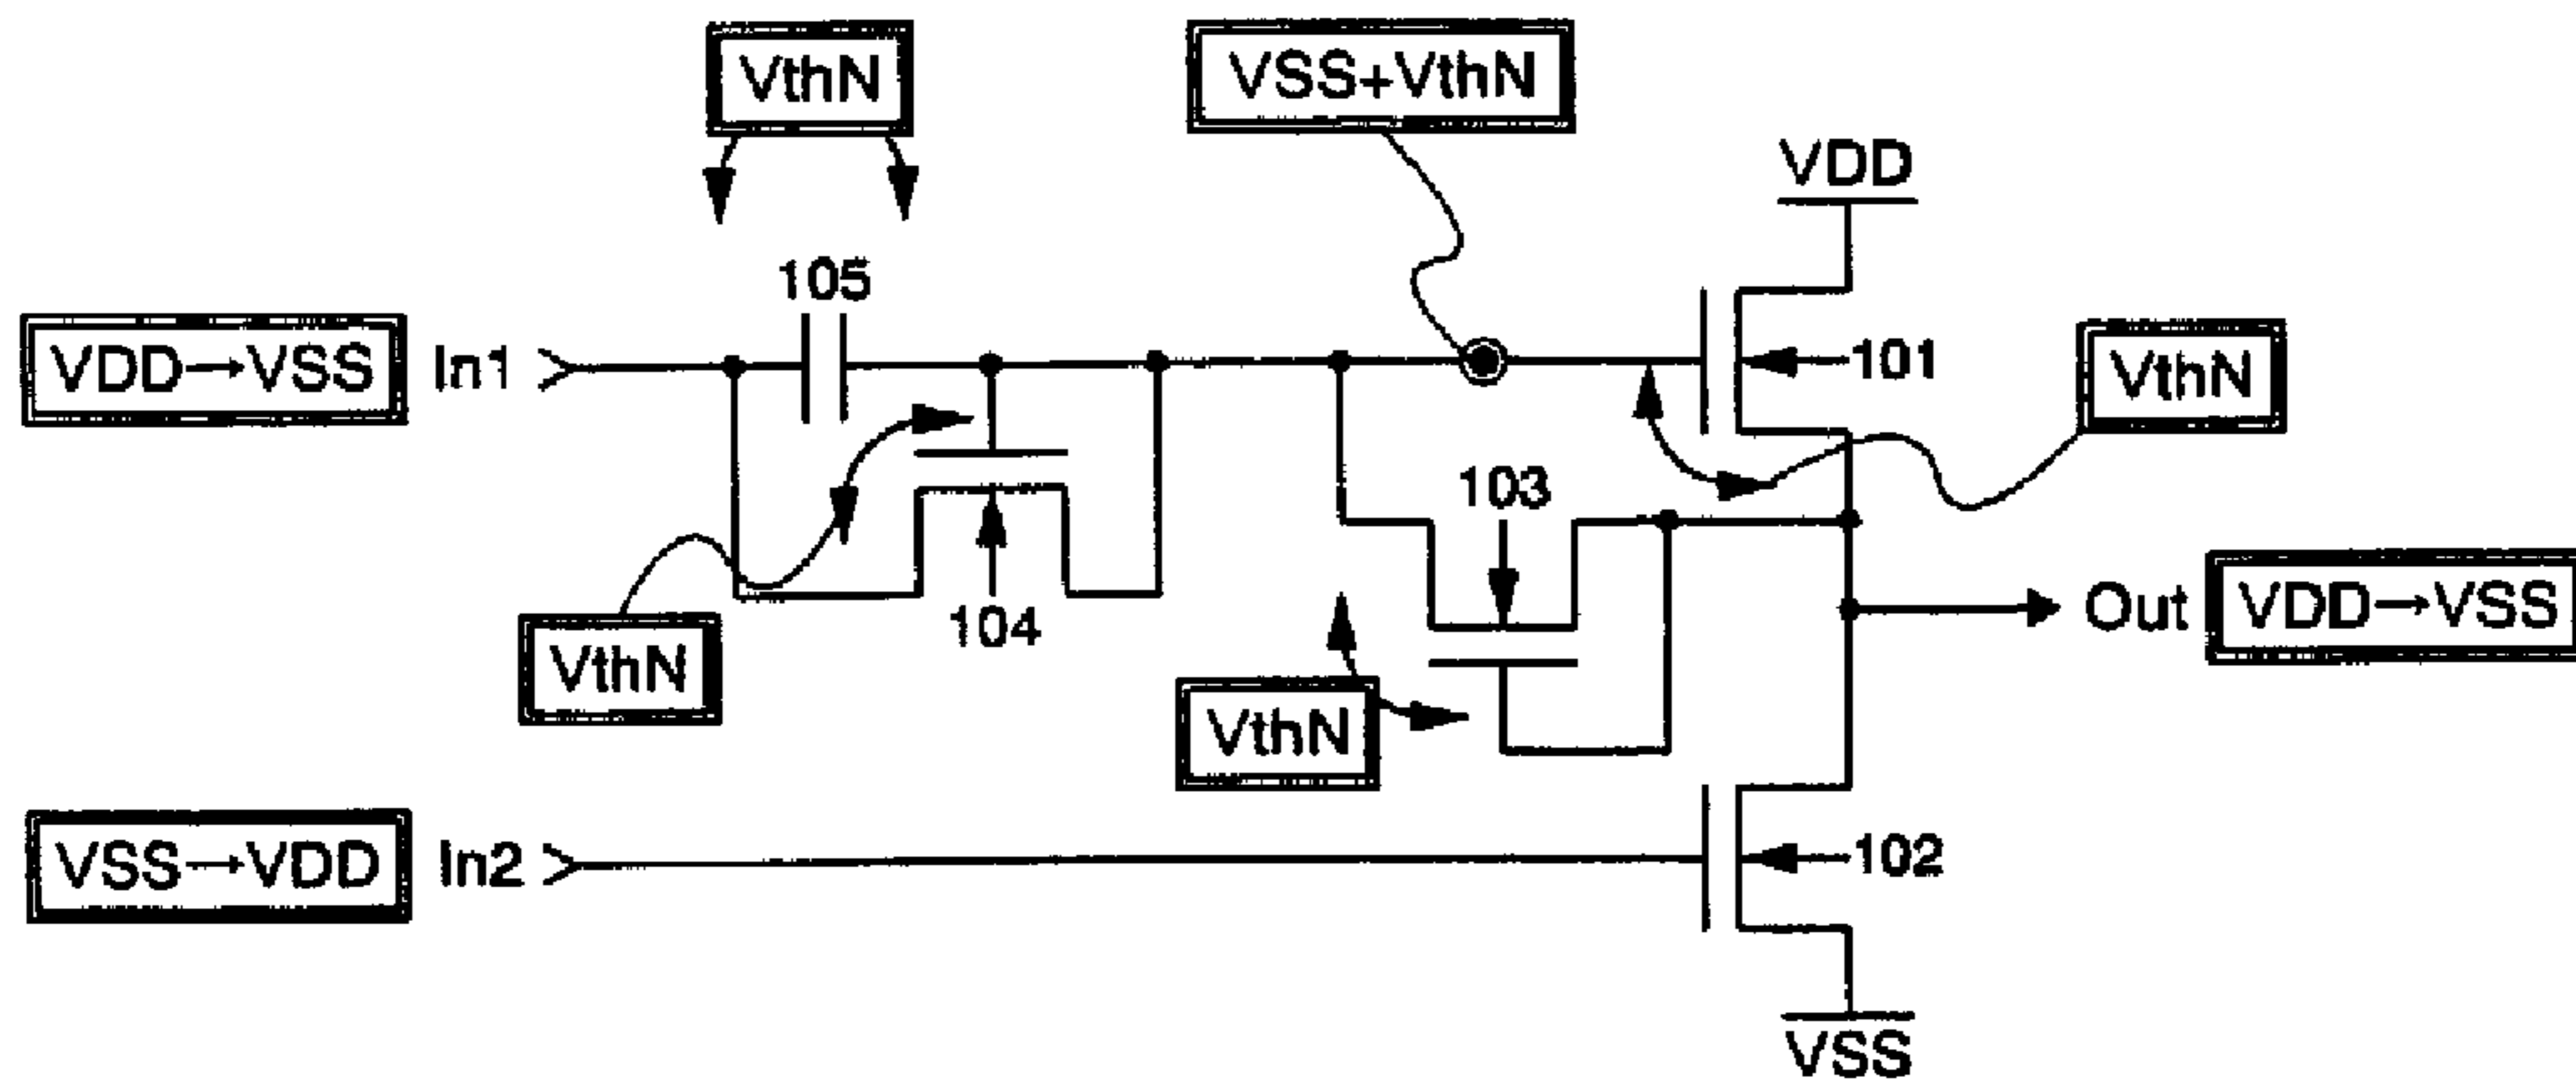 VthN
VSS+VthN
VDD
105
VDD→VSS
In1
101
VthN
103
104
VthN
VthN
Out
VDD→VSS
VSS→VDD
In2
102
VSS